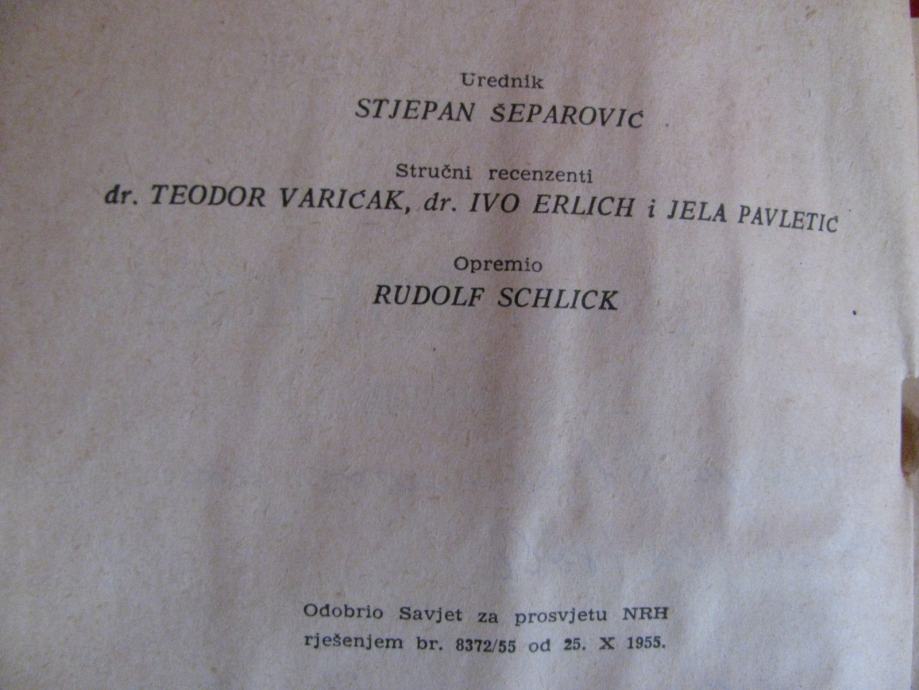 Urednik
STJEPAN ŠEPAROVIĆ
Stručni recenzenti
dr. TEODOR VARIĆAK, dr. IVO ERLICH i JELA PAVLETIĆ
Opremio
RUDOLF SCHLICK
Odobrio Savjet za prosvjetu NRH
rješenjem br. 8372/55 od 25. X 1955.